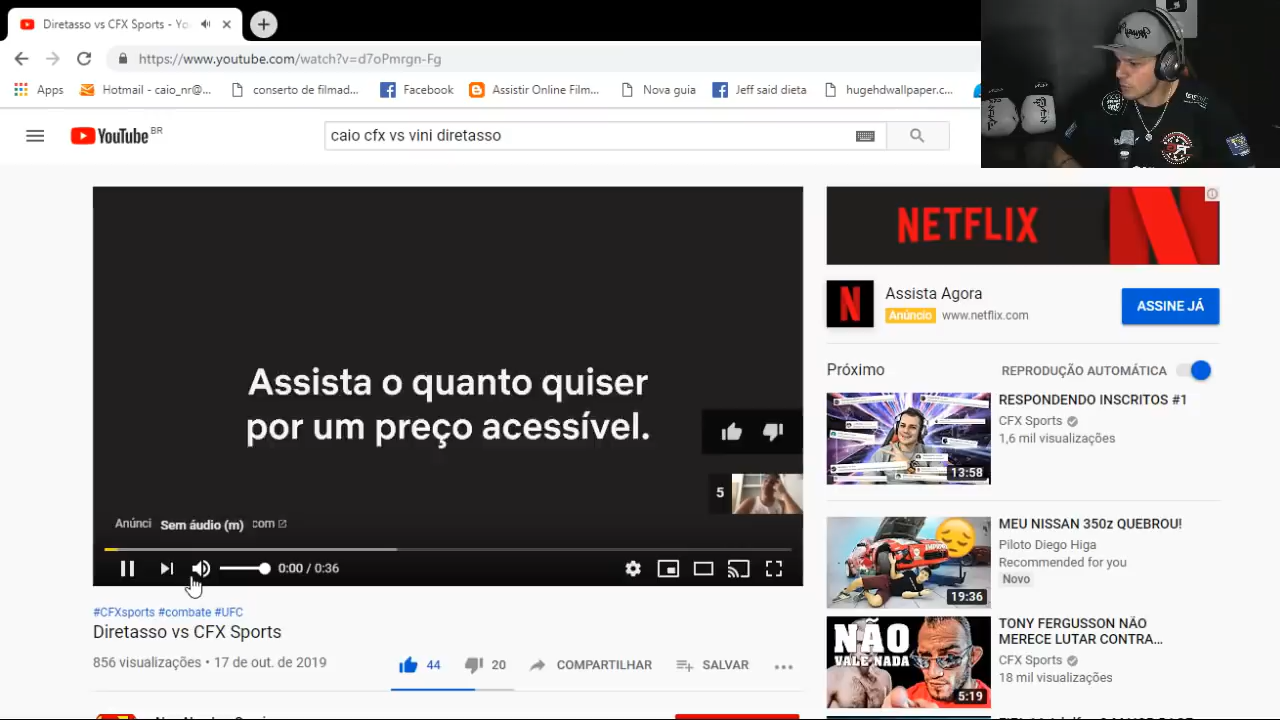 Diretasso vs CFX Sports - Yo
https://www.youtube.com/watch?v=d7oPmrgn-Fg
Apps
Hotmail - caio_nr@...
conserto de filmad...
Facebook
Assistir Online Film...
Nova guia
Jeff said dieta
hugehdwallpaper.c...
YouTube BR
caio cfx vs vini diretasso
Assista o quanto quiser
por um preço acessível.
5
Anúnci
Sem áudio (m)
com
0:00 / 0:36
#CFXsports #combate #UFC
Diretasso vs CFX Sports
856 visualizações • 17 de out. de 2019
44
20
COMPARTILHAR
SALVAR
NETFLIX
Assista Agora
Anúncio www.netflix.com
ASSINE JÁ
Próximo
REPRODUÇÃO AUTOMÁTICA
RESPONDENDO INSCRITOS #1
CFX Sports
1,6 mil visualizações
13:58
MEU NISSAN 350z QUEBROU!
Piloto Diego Higa
Recommended for you
Novo
19:36
TONY FERGUSSON NÃO
MERECE LUTAR CONTRA...
CFX Sports
18 mil visualizações
NÃO
VALE NADA
5:19